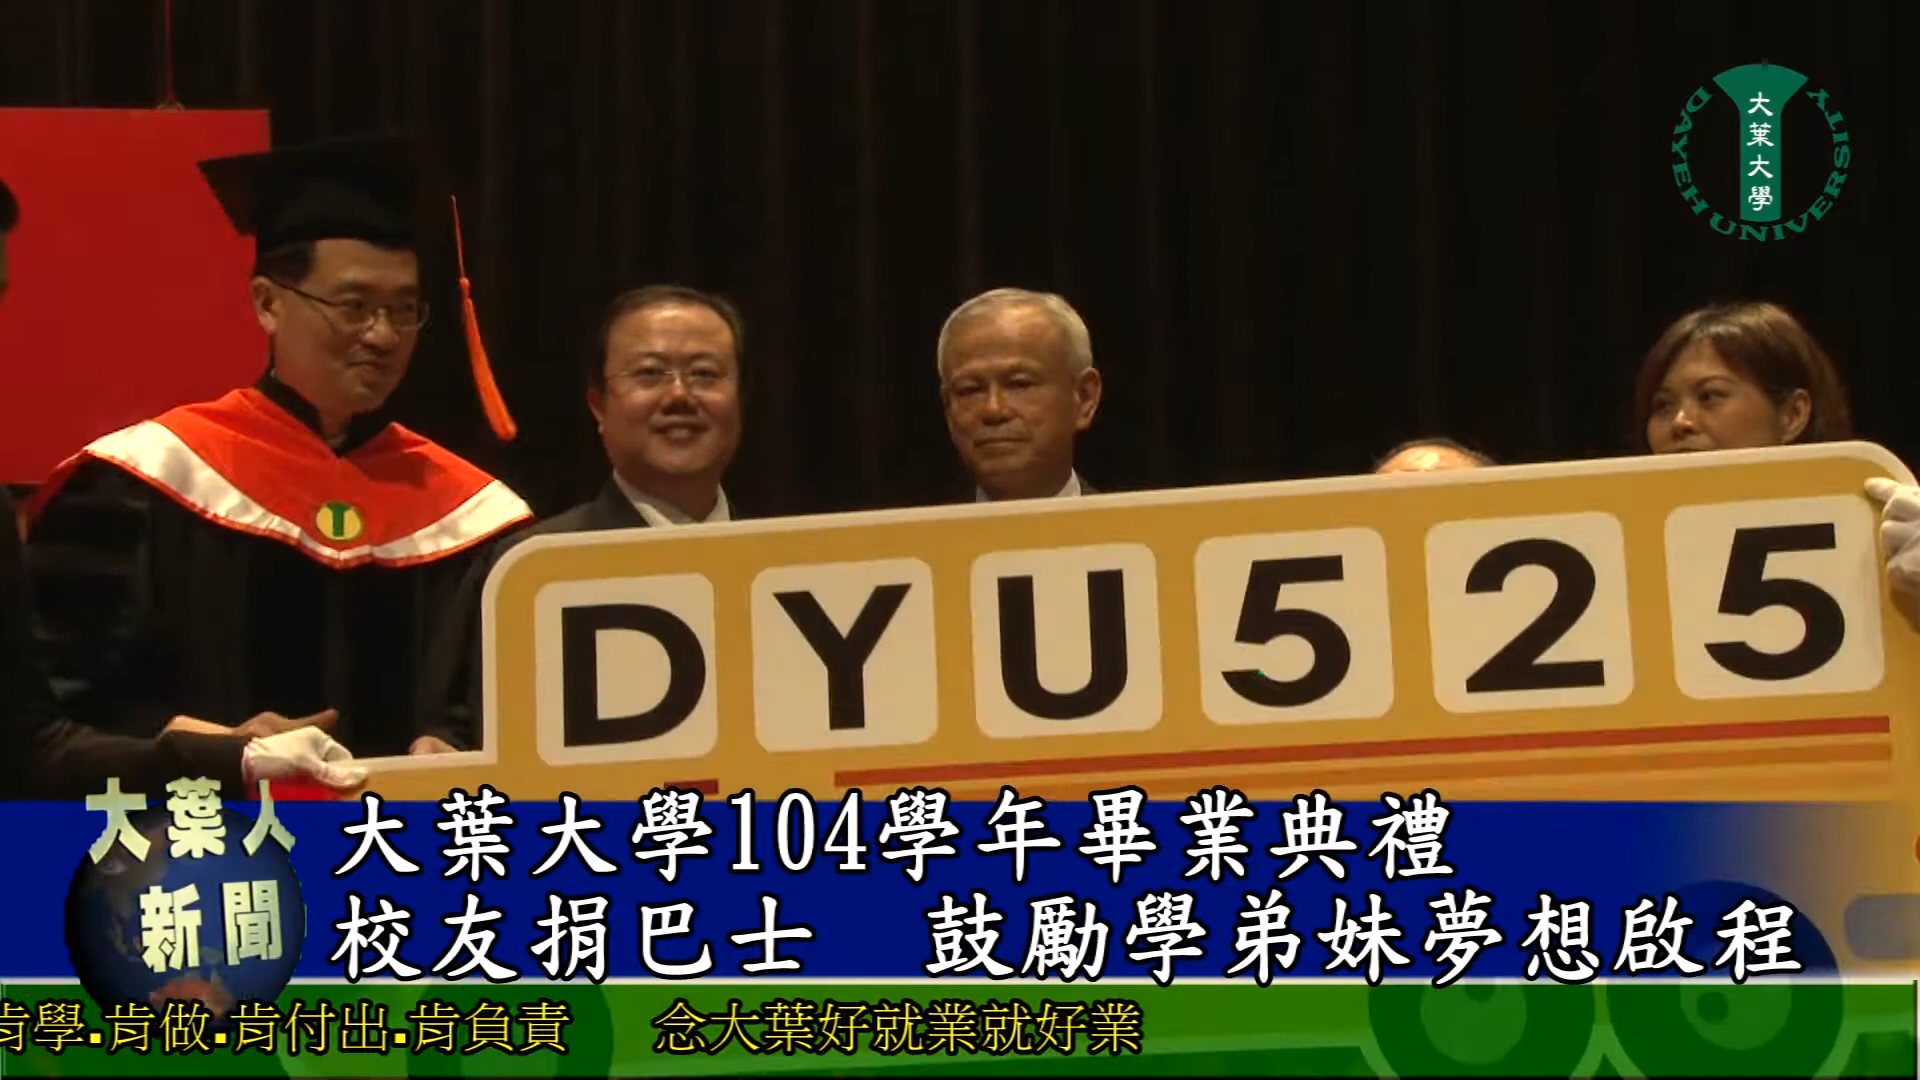 大葉大學
DAYEH UNIVERSITY
DYU525
大葉人
新聞
大葉大學104學年畢業典禮
校友捐巴士 鼓勵學弟妹夢想啟程
肯學.肯做.肯付出.肯負責 念大葉好就業就好業